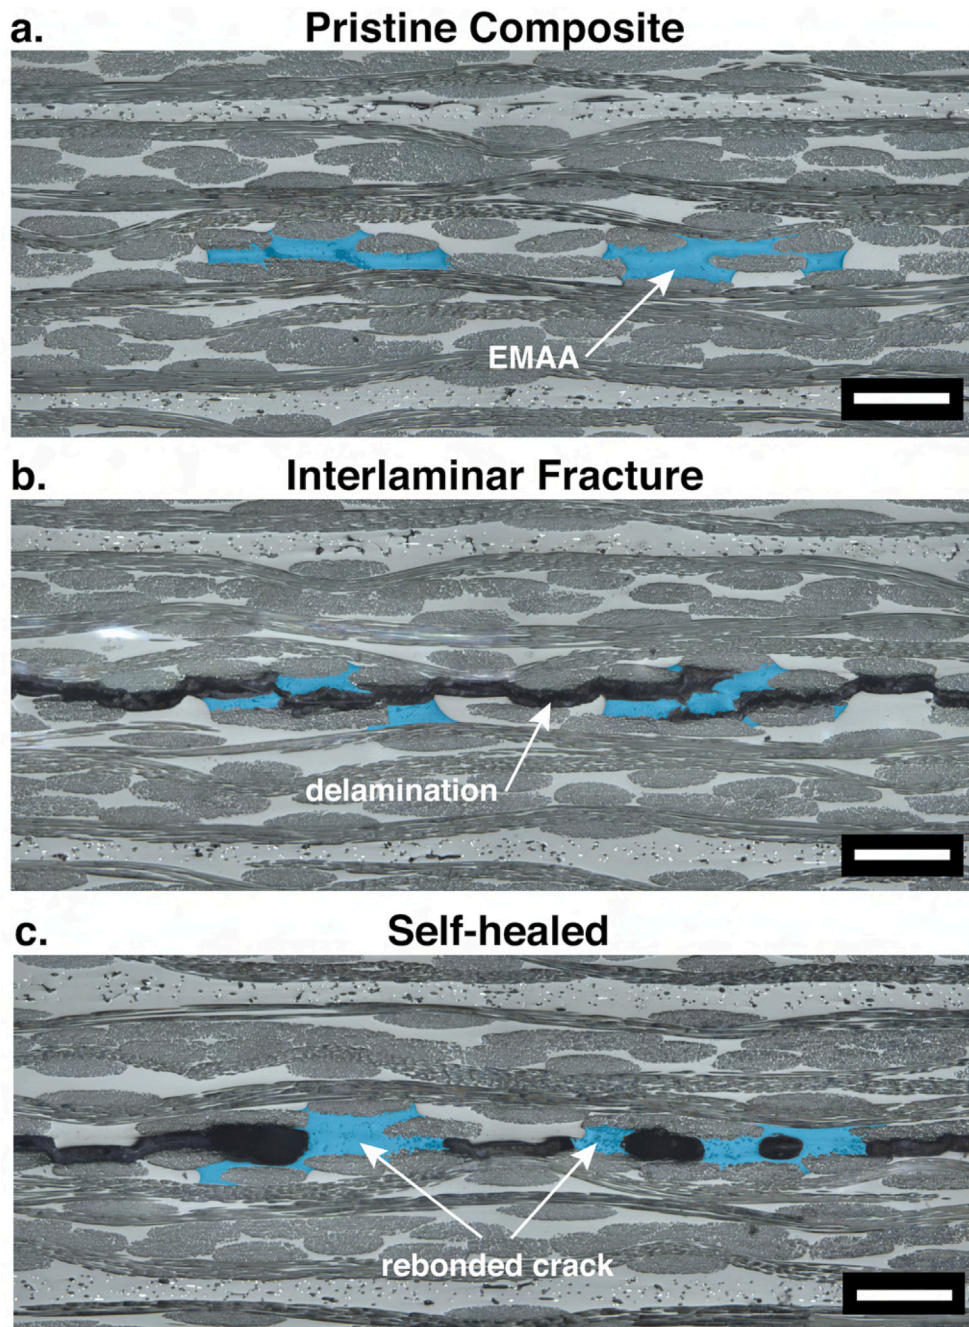 a.
Pristine Composite
EMAA
b.
Interlaminar Fracture
delamination
c.
Self-healed
rebonded crack